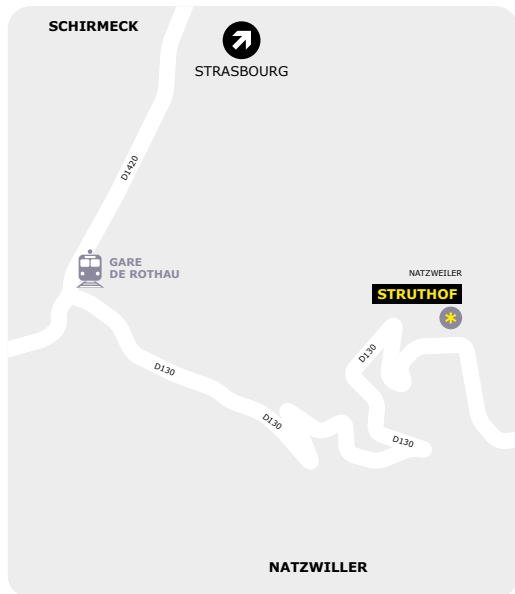 SCHIRMECK
STRASBOURG
D1420
GARE
DE ROTHAU
NATZWEILER
STRUTHOF
D130
D130
D130
D130
NATZWILLER